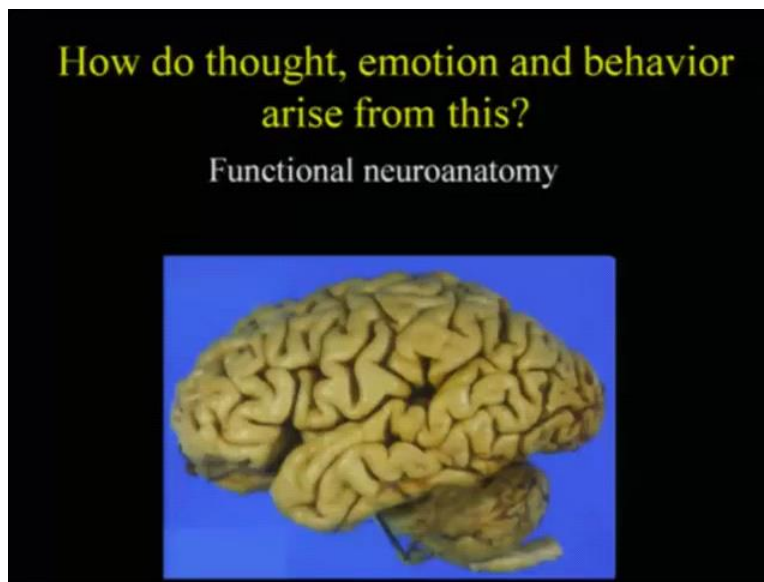 How do thought, emotion and behavior
arise from this?
Functional neuroanatomy